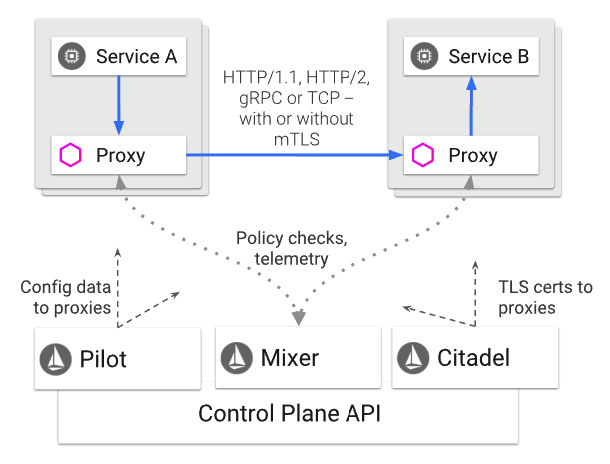 Service A
Service B
HTTP/1.1, HTTP/2,
gRPC or TCP –
with or without
mTLS
Proxy
Proxy
Policy checks,
telemetry
Config data
to proxies
TLS certs to
proxies
Pilot
Mixer
Citadel
Control Plane API